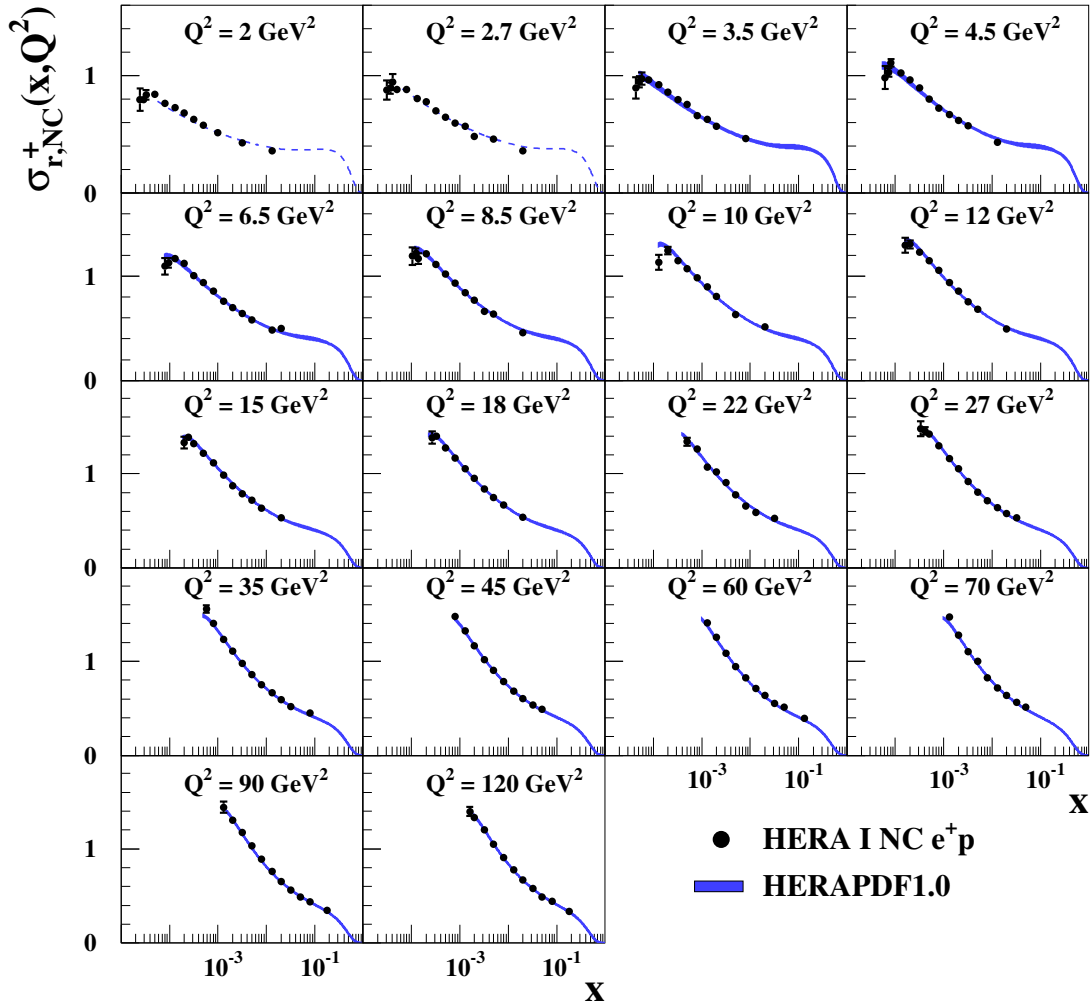 σ⁺r,NC(x,Q²)
Q² = 2 GeV²
Q² = 2.7 GeV²
Q² = 3.5 GeV²
Q² = 4.5 GeV²
1
0
Q² = 6.5 GeV²
Q² = 8.5 GeV²
Q² = 10 GeV²
Q² = 12 GeV²
1
0
Q² = 15 GeV²
Q² = 18 GeV²
Q² = 22 GeV²
Q² = 27 GeV²
1
0
Q² = 35 GeV²
Q² = 45 GeV²
Q² = 60 GeV²
Q² = 70 GeV²
1
0
10⁻³ 10⁻¹ 10⁻³ 10⁻¹
x
Q² = 90 GeV²
Q² = 120 GeV²
1
0
10⁻³ 10⁻¹ 10⁻³ 10⁻¹
x
HERA I NC e⁺p
HERAPDF1.0